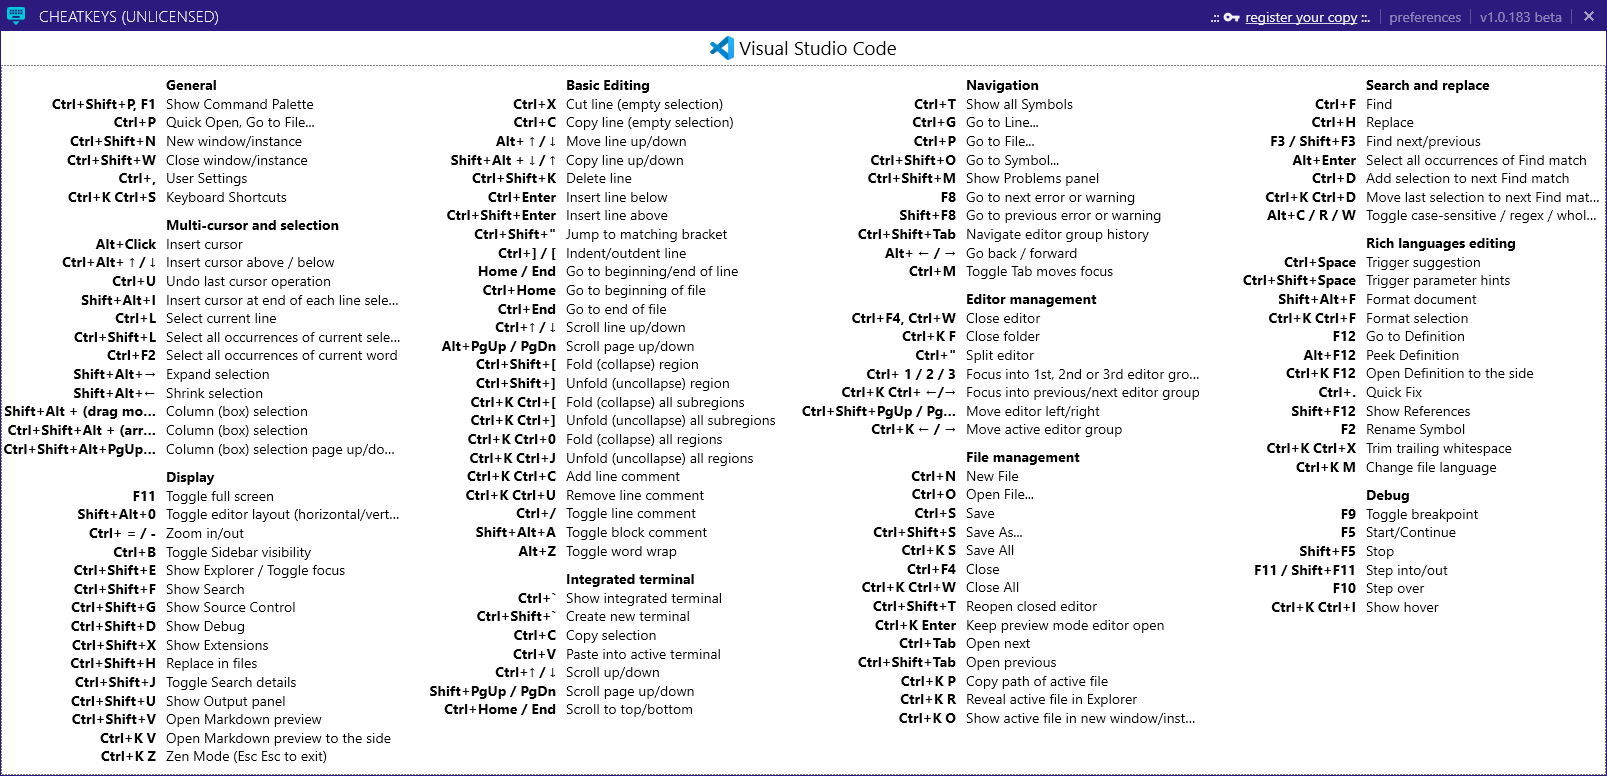 CHEATKEYS (UNLICENSED)
.:: register your copy ::.
preferences
v1.0.183 beta
Visual Studio Code
General
Ctrl+Shift+P, F1 Show Command Palette
Ctrl+P Quick Open, Go to File...
Ctrl+Shift+N New window/instance
Ctrl+Shift+W Close window/instance
Ctrl+, User Settings
Ctrl+K Ctrl+S Keyboard Shortcuts
Multi-cursor and selection
Alt+Click Insert cursor
Ctrl+Alt+ ↑ / ↓ Insert cursor above / below
Ctrl+U Undo last cursor operation
Shift+Alt+I Insert cursor at end of each line sele...
Ctrl+L Select current line
Ctrl+Shift+L Select all occurrences of current sele...
Ctrl+F2 Select all occurrences of current word
Shift+Alt+→ Expand selection
Shift+Alt+← Shrink selection
Shift+Alt + (drag mo... Column (box) selection
Ctrl+Shift+Alt + (arr... Column (box) selection
Ctrl+Shift+Alt+PgUp... Column (box) selection page up/do...
Display
F11 Toggle full screen
Shift+Alt+0 Toggle editor layout (horizontal/vert...
Ctrl+ = / - Zoom in/out
Ctrl+B Toggle Sidebar visibility
Ctrl+Shift+E Show Explorer / Toggle focus
Ctrl+Shift+F Show Search
Ctrl+Shift+G Show Source Control
Ctrl+Shift+D Show Debug
Ctrl+Shift+X Show Extensions
Ctrl+Shift+H Replace in files
Ctrl+Shift+J Toggle Search details
Ctrl+Shift+U Show Output panel
Ctrl+Shift+V Open Markdown preview
Ctrl+K V Open Markdown preview to the side
Ctrl+K Z Zen Mode (Esc Esc to exit)
Basic Editing
Ctrl+X Cut line (empty selection)
Ctrl+C Copy line (empty selection)
Alt+ ↑ / ↓ Move line up/down
Shift+Alt + ↓ / ↑ Copy line up/down
Ctrl+Shift+K Delete line
Ctrl+Enter Insert line below
Ctrl+Shift+Enter Insert line above
Ctrl+Shift+" Jump to matching bracket
Ctrl+] / [ Indent/outdent line
Home / End Go to beginning/end of line
Ctrl+Home Go to beginning of file
Ctrl+End Go to end of file
Ctrl+↑ / ↓ Scroll line up/down
Alt+PgUp / PgDn Scroll page up/down
Ctrl+Shift+[ Fold (collapse) region
Ctrl+Shift+] Unfold (uncollapse) region
Ctrl+K Ctrl+[ Fold (collapse) all subregions
Ctrl+K Ctrl+] Unfold (uncollapse) all subregions
Ctrl+K Ctrl+0 Fold (collapse) all regions
Ctrl+K Ctrl+J Unfold (uncollapse) all regions
Ctrl+K Ctrl+C Add line comment
Ctrl+K Ctrl+U Remove line comment
Ctrl+/ Toggle line comment
Shift+Alt+A Toggle block comment
Alt+Z Toggle word wrap
Integrated terminal
Ctrl+` Show integrated terminal
Ctrl+Shift+` Create new terminal
Ctrl+C Copy selection
Ctrl+V Paste into active terminal
Ctrl+↑ / ↓ Scroll up/down
Shift+PgUp / PgDn Scroll page up/down
Ctrl+Home / End Scroll to top/bottom
Navigation
Ctrl+T Show all Symbols
Ctrl+G Go to Line...
Ctrl+P Go to File...
Ctrl+Shift+O Go to Symbol...
Ctrl+Shift+M Show Problems panel
F8 Go to next error or warning
Shift+F8 Go to previous error or warning
Ctrl+Shift+Tab Navigate editor group history
Alt+ ← / → Go back / forward
Ctrl+M Toggle Tab moves focus
Editor management
Ctrl+F4, Ctrl+W Close editor
Ctrl+K F Close folder
Ctrl+" Split editor
Ctrl+ 1 / 2 / 3 Focus into 1st, 2nd or 3rd editor gro...
Ctrl+K Ctrl+ ←/→ Focus into previous/next editor group
Ctrl+Shift+PgUp / Pg... Move editor left/right
Ctrl+K ← / → Move active editor group
File management
Ctrl+N New File
Ctrl+O Open File...
Ctrl+S Save
Ctrl+Shift+S Save As...
Ctrl+K S Save All
Ctrl+F4 Close
Ctrl+K Ctrl+W Close All
Ctrl+Shift+T Reopen closed editor
Ctrl+K Enter Keep preview mode editor open
Ctrl+Tab Open next
Ctrl+Shift+Tab Open previous
Ctrl+K P Copy path of active file
Ctrl+K R Reveal active file in Explorer
Ctrl+K O Show active file in new window/inst...
Search and replace
Ctrl+F Find
Ctrl+H Replace
F3 / Shift+F3 Find next/previous
Alt+Enter Select all occurrences of Find match
Ctrl+D Add selection to next Find match
Ctrl+K Ctrl+D Move last selection to next Find mat...
Alt+C / R / W Toggle case-sensitive / regex / whol...
Rich languages editing
Ctrl+Space Trigger suggestion
Ctrl+Shift+Space Trigger parameter hints
Shift+Alt+F Format document
Ctrl+K Ctrl+F Format selection
F12 Go to Definition
Alt+F12 Peek Definition
Ctrl+K F12 Open Definition to the side
Ctrl+. Quick Fix
Shift+F12 Show References
F2 Rename Symbol
Ctrl+K Ctrl+X Trim trailing whitespace
Ctrl+K M Change file language
Debug
F9 Toggle breakpoint
F5 Start/Continue
Shift+F5 Stop
F11 / Shift+F11 Step into/out
F10 Step over
Ctrl+K Ctrl+I Show hover